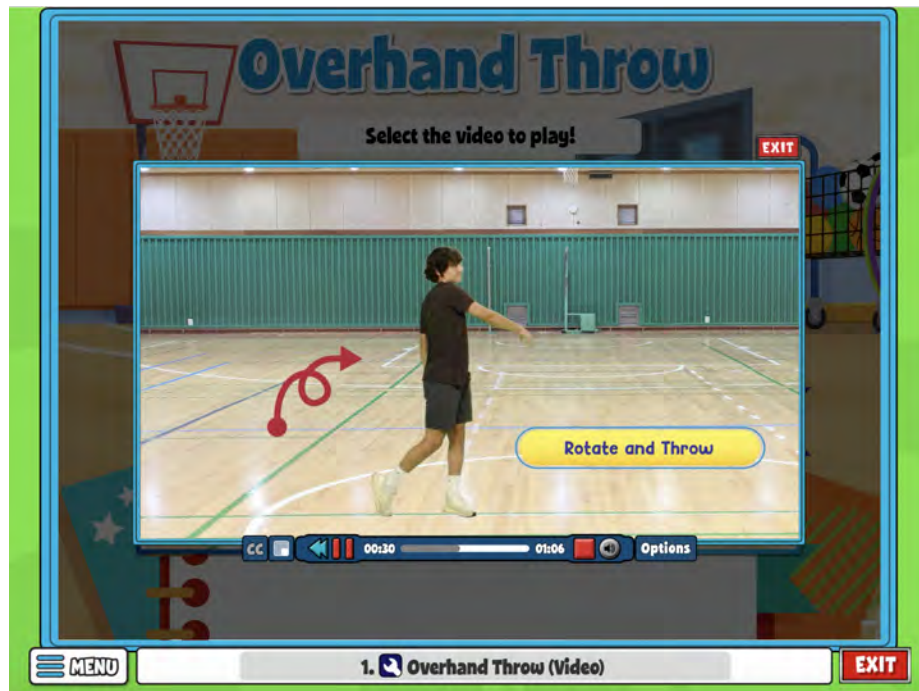 Overhand Throw
Select the video to play!
EXIT
Rotate and Throw
CC
00:30
01:06
Options
MENU
1. Overhand Throw (Video)
EXIT